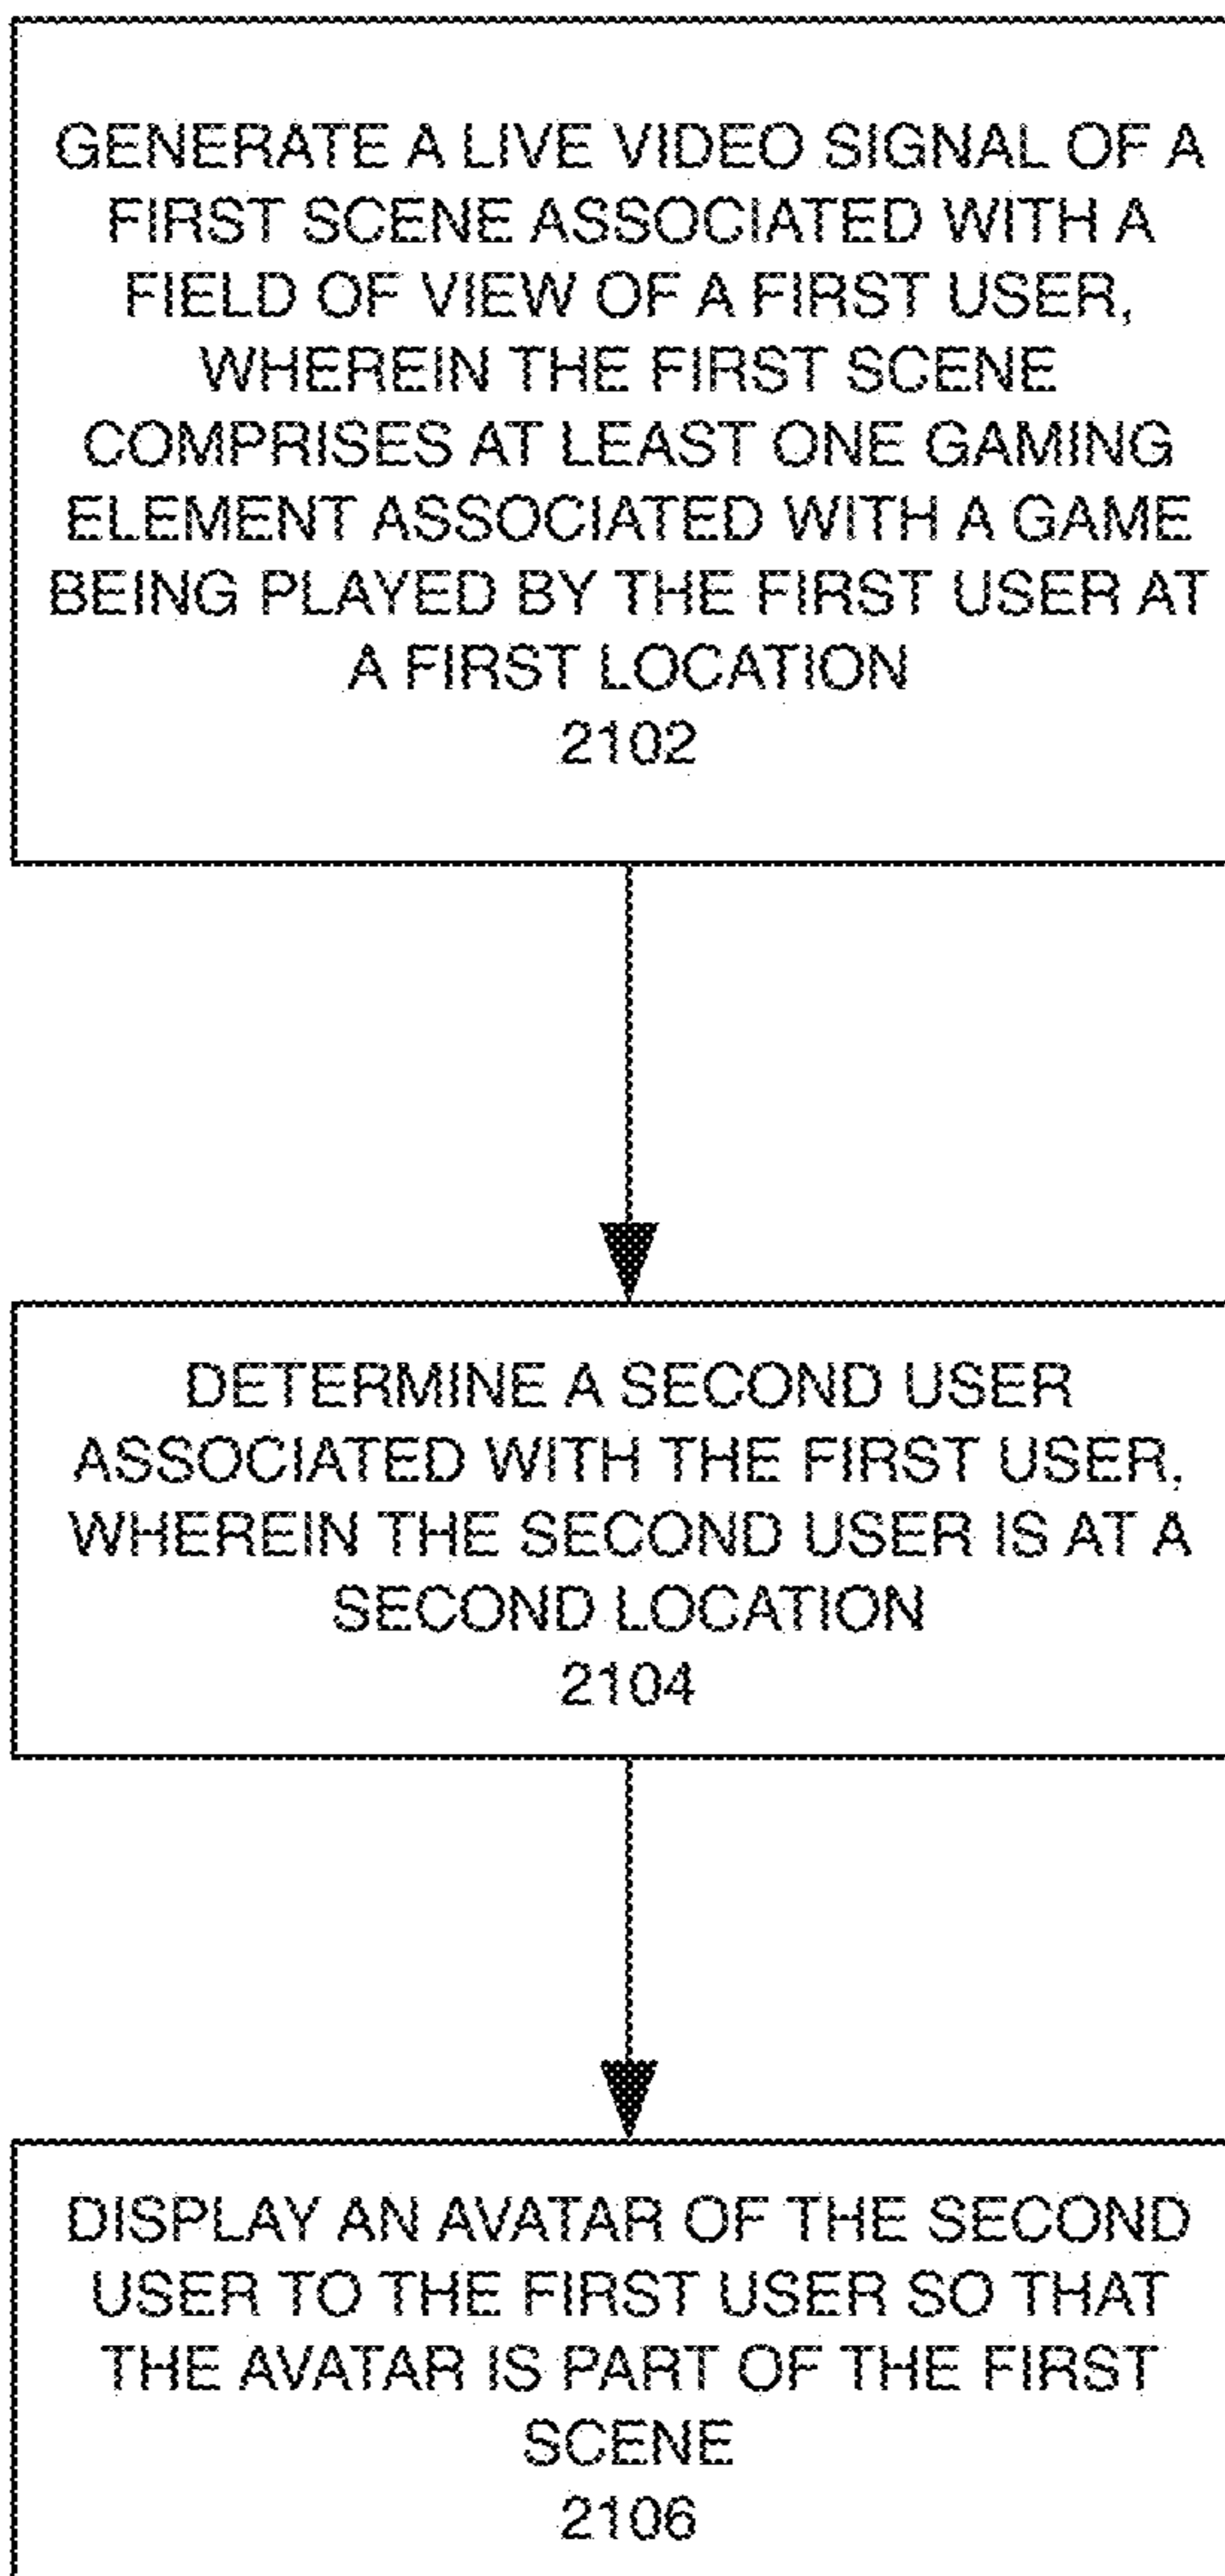 GENERATE A LIVE VIDEO SIGNAL OF A
FIRST SCENE ASSOCIATED WITH A
FIELD OF VIEW OF A FIRST USER,
WHEREIN THE FIRST SCENE
COMPRISES AT LEAST ONE GAMING
ELEMENT ASSOCIATED WITH A GAME
BEING PLAYED BY THE FIRST USER AT
A FIRST LOCATION
2102
DETERMINE A SECOND USER
ASSOCIATED WITH THE FIRST USER,
WHEREIN THE SECOND USER IS AT A
SECOND LOCATION
2104
DISPLAY AN AVATAR OF THE SECOND
USER TO THE FIRST USER SO THAT
THE AVATAR IS PART OF THE FIRST
SCENE
2106